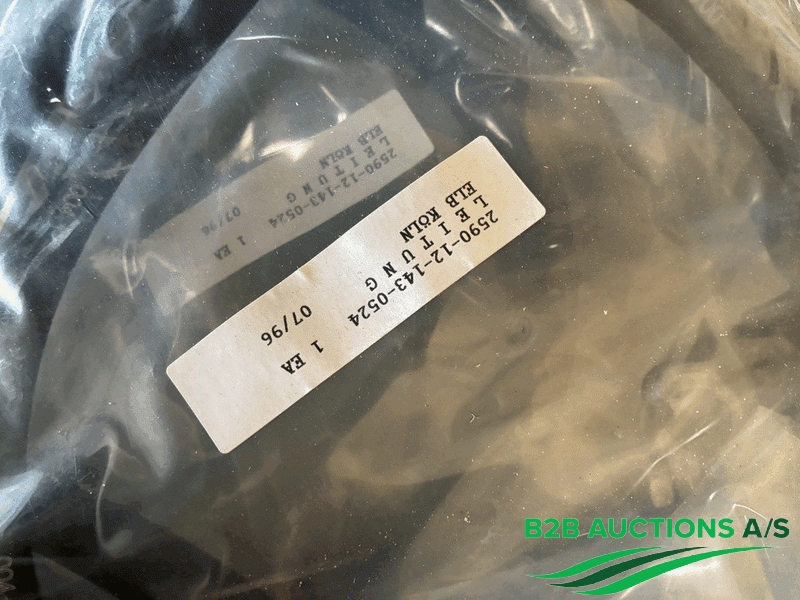 2590-12-143-0524 1 EA
L E I T U N G
ELB KÖLN 07/96
2590-12-143-0524 1 EA
L E I T U N G
ELB KÖLN 07/96
B2B AUCTIONS A/S